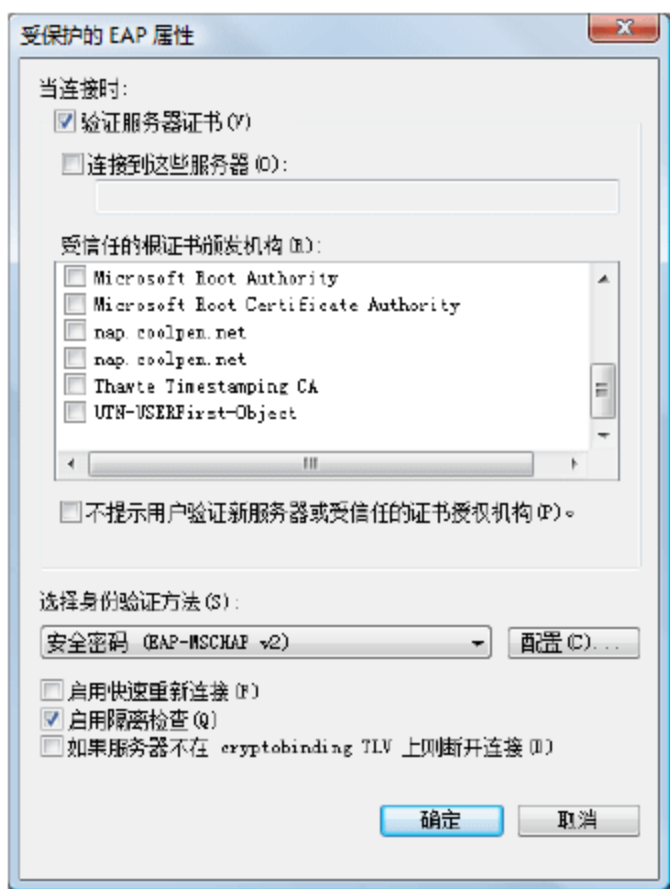 受保护的 EAP 属性
当连接时:
验证服务器证书(V)
连接到这些服务器(O):
受信任的根证书颁发机构(R):
Microsoft Root Authority
Microsoft Root Certificate Authority
nap.coolpen.net
nap.coolpen.net
Thawte Timestamping CA
UTN-USERFirst-Object
不提示用户验证新服务器或受信任的证书授权机构(P)。
选择身份验证方法(S):
安全密码 (EAP-MSCHAP v2)
配置(C)...
启用快速重新连接(F)
启用隔离检查(Q)
如果服务器不在 cryptobinding TLV 上则断开连接(D)
确定
取消